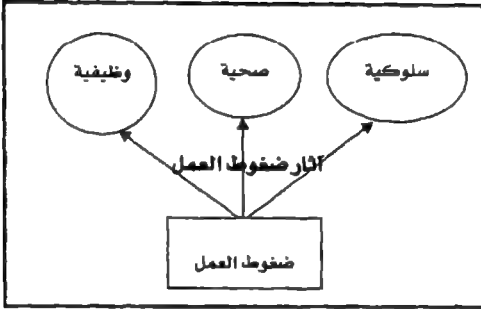 سلوكية صحية وظيفية
آثار ضغوط العمل
ضغوط العمل